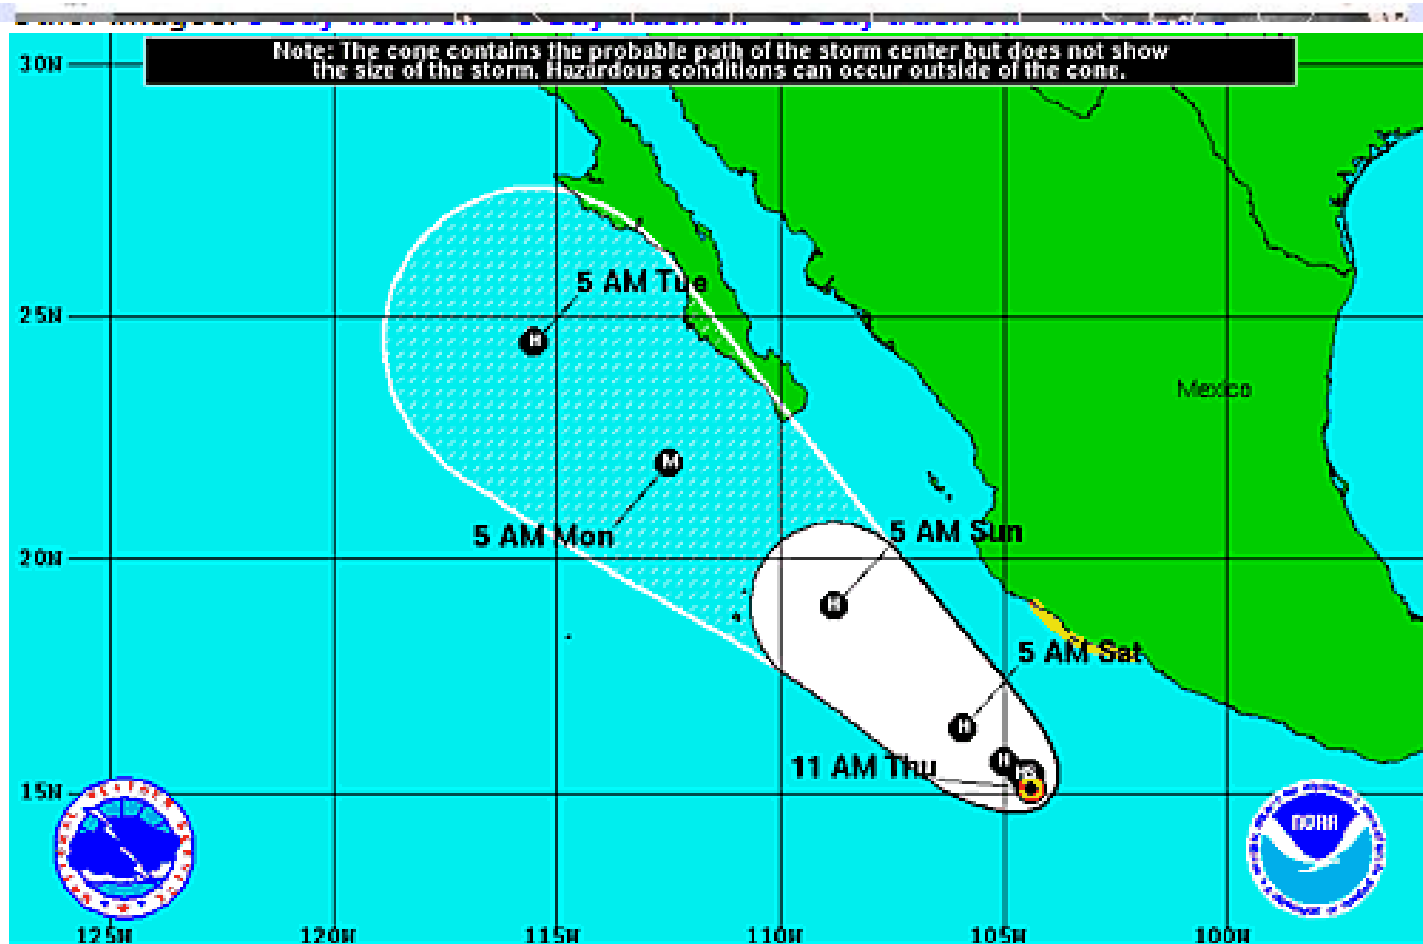 Note: The cone contains the probable path of the storm center but does not show
the size of the storm. Hazardous conditions can occur outside of the cone.
30N
5 AM Tue
25N
H
Mexico
M
5 AM Mon
5 AM Sun
20N
H
5 AM Sat
H
H
11 AM Thu
15N
NOAA
125W
120W
115W
110W
105W
100W